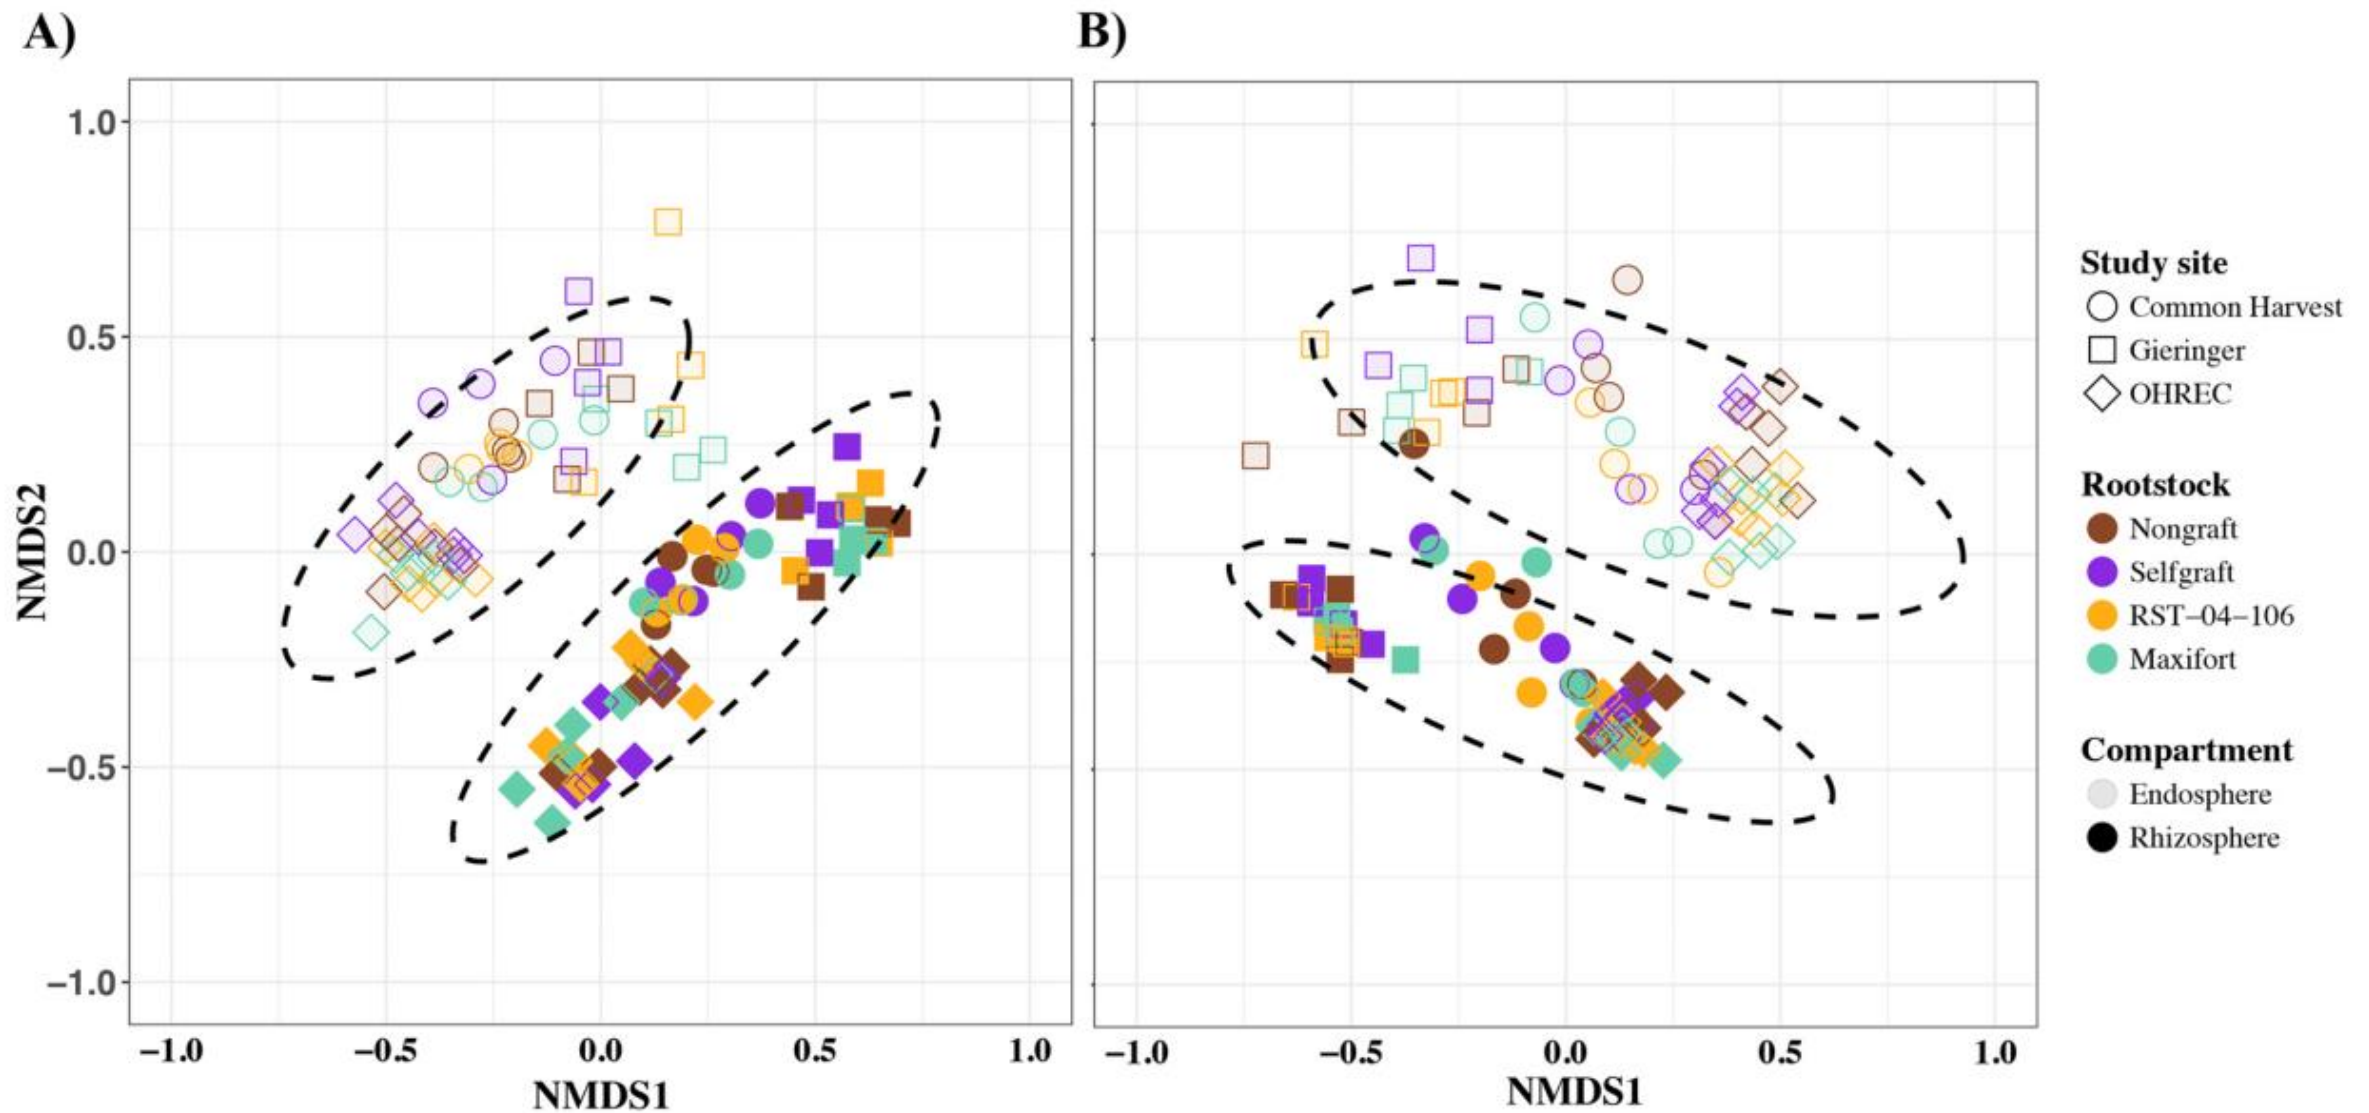 A)
B)
1.0
0.5
0.0
−0.5
−1.0
NMDS2
−1.0 −0.5 0.0 0.5 1.0
NMDS1
−1.0 −0.5 0.0 0.5 1.0
NMDS1
Study site
Common Harvest
Gieringer
OHREC
Rootstock
Nongraft
Selfgraft
RST−04−106
Maxifort
Compartment
Endosphere
Rhizosphere